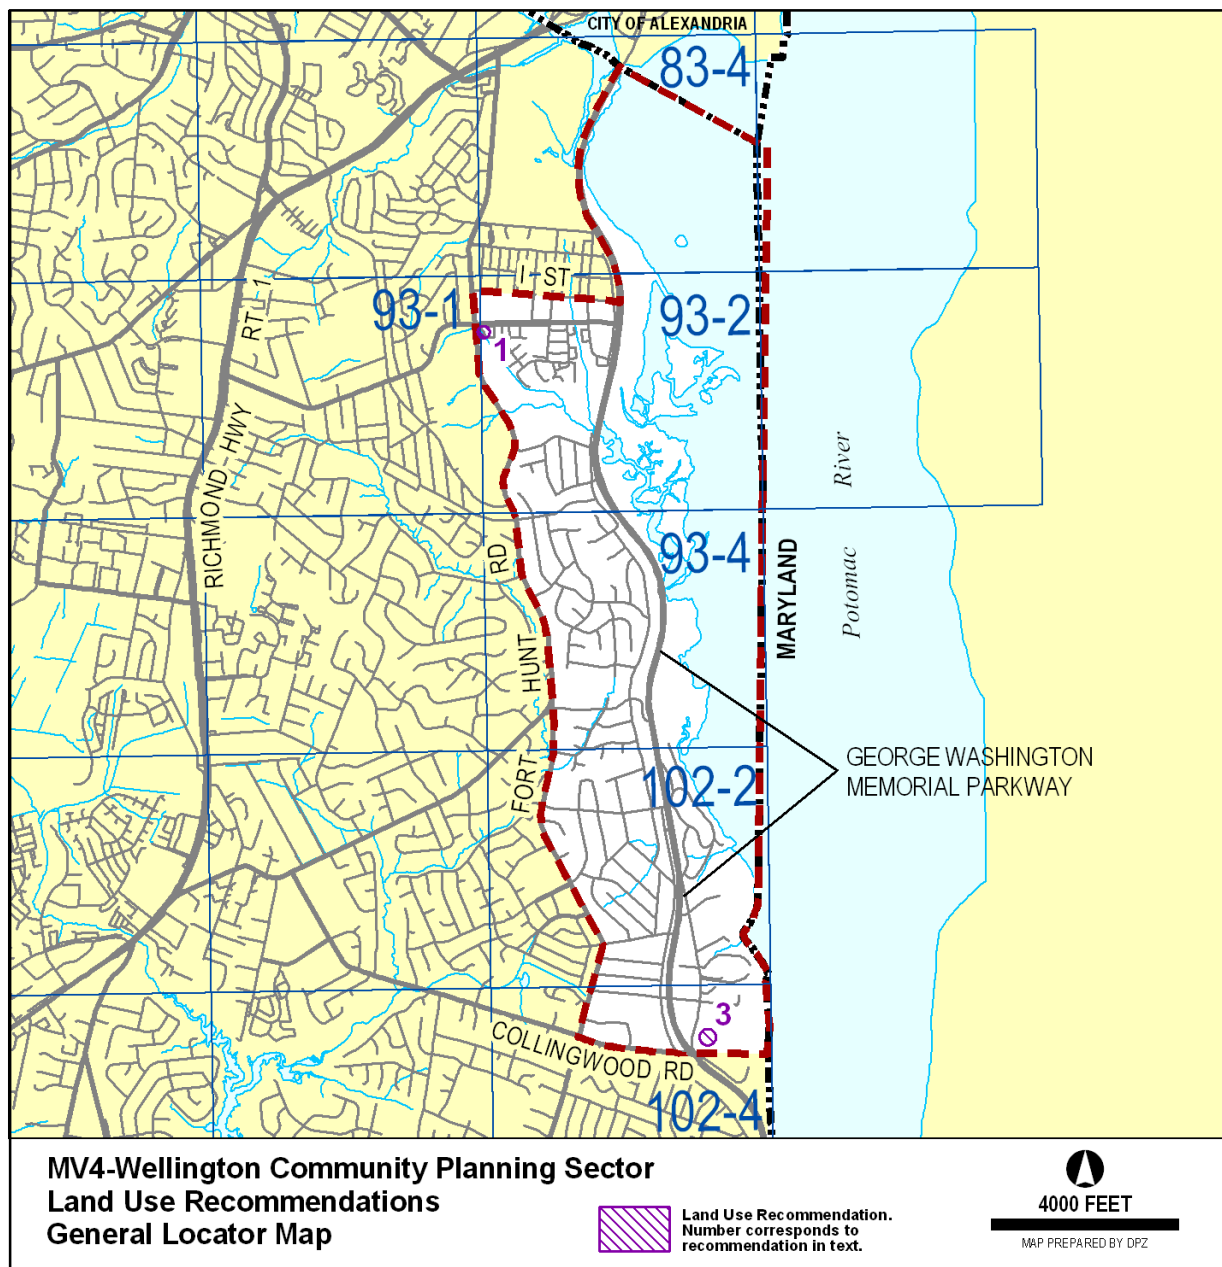 CITY OF ALEXANDRIA
83-4
I ST
93-1
93-2
RT 1
1
RICHMOND HWY
River
RD
93-4
MARYLAND
Potomac
HUNT
FORT
GEORGE WASHINGTON
MEMORIAL PARKWAY
102-2
3
COLLINGWOOD RD
102-4
MV4-Wellington Community Planning Sector
Land Use Recommendations
General Locator Map
Land Use Recommendation.
Number corresponds to
recommendation in text.
4000 FEET
MAP PREPARED BY DPZ